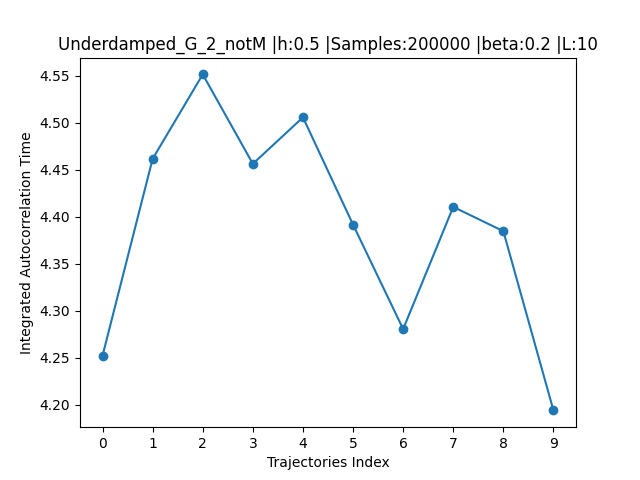 Underdamped_G_2_notM |h:0.5 |Samples:200000 |beta:0.2 |L:10
4.55
4.50
4.45
4.40
4.35
4.30
4.25
4.20
Integrated Autocorrelation Time
0 1 2 3 4 5 6 7 8 9
Trajectories Index